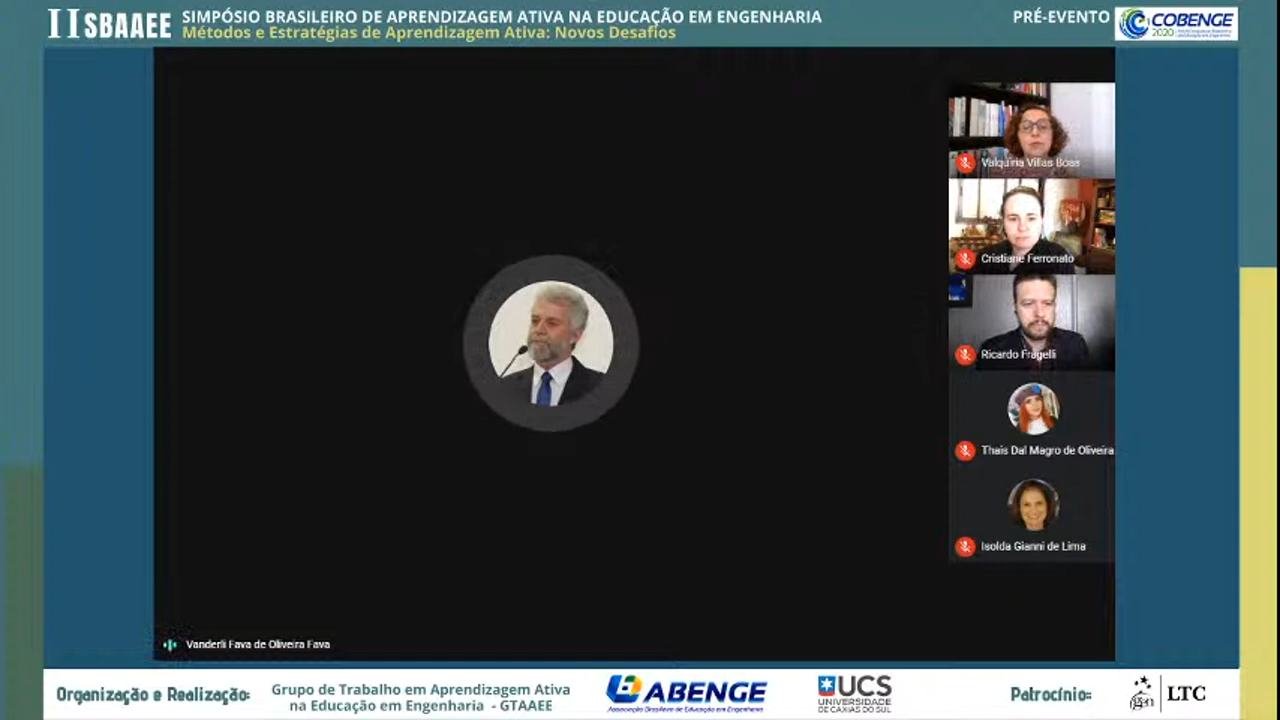 II SBAAEE
SIMPÓSIO BRASILEIRO DE APRENDIZAGEM ATIVA NA EDUCAÇÃO EM ENGENHARIA
Métodos e Estratégias de Aprendizagem Ativa: Novos Desafios
PRÉ-EVENTO
COBENGE
2020
Valquíria Villas Boas
Cristiane Ferronato
Ricardo Fragelli
Thaís Dal Magro de Oliveira
Isolda Gianni de Lima
Vanderli Fava de Oliveira Fava
Organização e Realização:
Grupo de Trabalho em Aprendizagem Ativa
na Educação em Engenharia - GTAAEE
ABENGE
Associação Brasileira de Educação em Engenharia
UCS
UNIVERSIDADE
DE CAXIAS DO SUL
Patrocínio:
gen
LTC